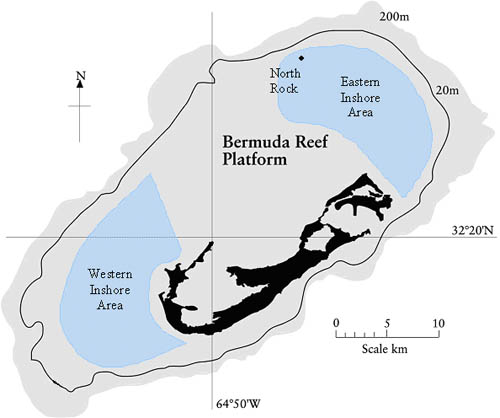 200m
N
North
Rock
Eastern
Inshore
Area
20m
Bermuda Reef
Platform
32°20'N
Western
Inshore
Area
0 5 10
Scale km
64°50'W